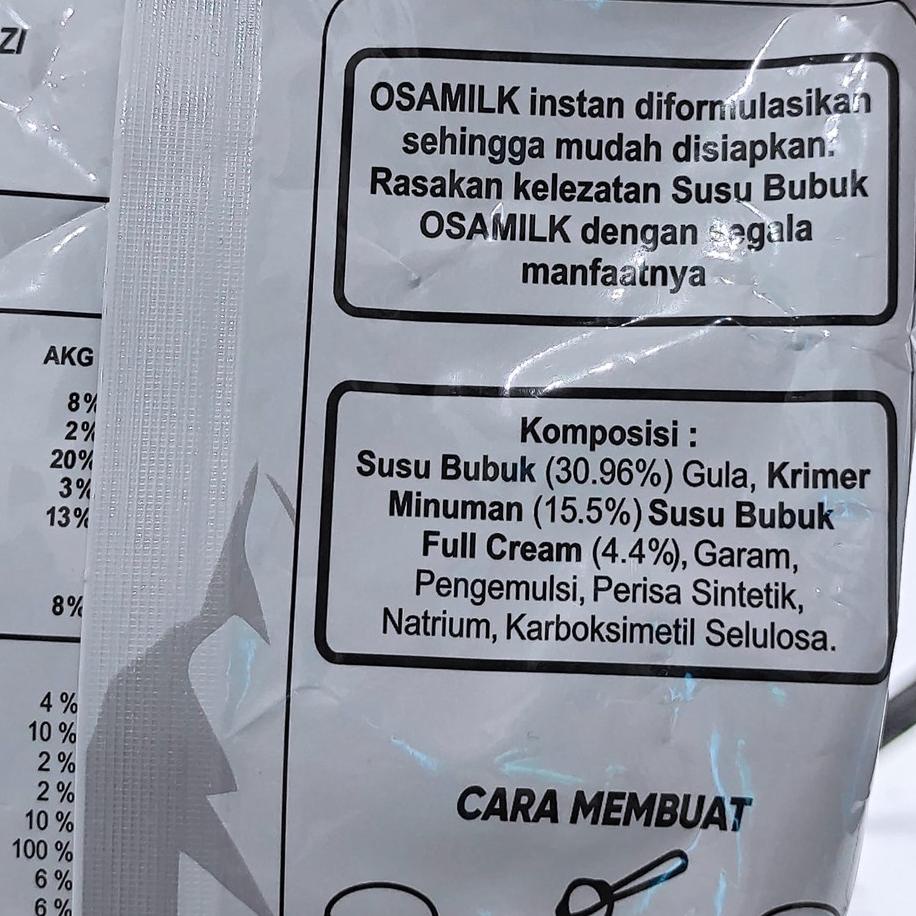 ZI
AKG
8%
2%
20%
3%
13%
8%
4 %
10 %
2 %
2 %
10 %
100 %
6 %
6 %
OSAMILK instan diformulasikan
sehingga mudah disiapkan.
Rasakan kelezatan Susu Bubuk
OSAMILK dengan segala
manfaatnya
Komposisi :
Susu Bubuk (30.96%) Gula, Krimer
Minuman (15.5%) Susu Bubuk
Full Cream (4.4%), Garam,
Pengemulsi, Perisa Sintetik,
Natrium, Karboksimetil Selulosa.
CARA MEMBUAT